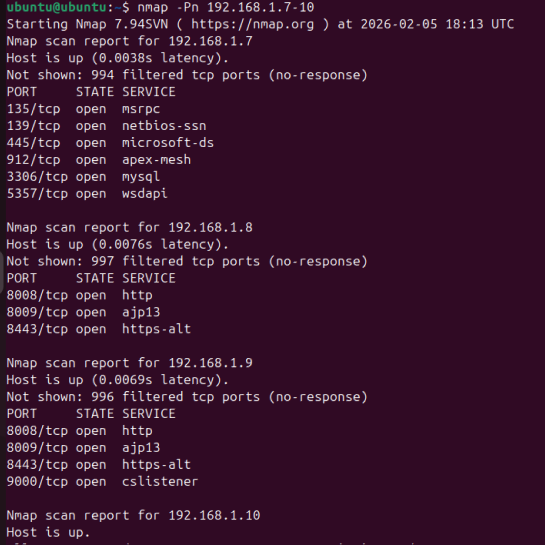 ubuntu@ubuntu:~$ nmap -Pn 192.168.1.7-10
Starting Nmap 7.94SVN ( https://nmap.org ) at 2026-02-05 18:13 UTC
Nmap scan report for 192.168.1.7
Host is up (0.0038s latency).
Not shown: 994 filtered tcp ports (no-response)
PORT     STATE SERVICE
135/tcp  open  msrpc
139/tcp  open  netbios-ssn
445/tcp  open  microsoft-ds
912/tcp  open  apex-mesh
3306/tcp open  mysql
5357/tcp open  wsdapi
Nmap scan report for 192.168.1.8
Host is up (0.0076s latency).
Not shown: 997 filtered tcp ports (no-response)
PORT     STATE SERVICE
8008/tcp open  http
8009/tcp open  ajp13
8443/tcp open  https-alt
Nmap scan report for 192.168.1.9
Host is up (0.0069s latency).
Not shown: 996 filtered tcp ports (no-response)
PORT     STATE SERVICE
8008/tcp open  http
8009/tcp open  ajp13
8443/tcp open  https-alt
9000/tcp open  cslistener
Nmap scan report for 192.168.1.10
Host is up.